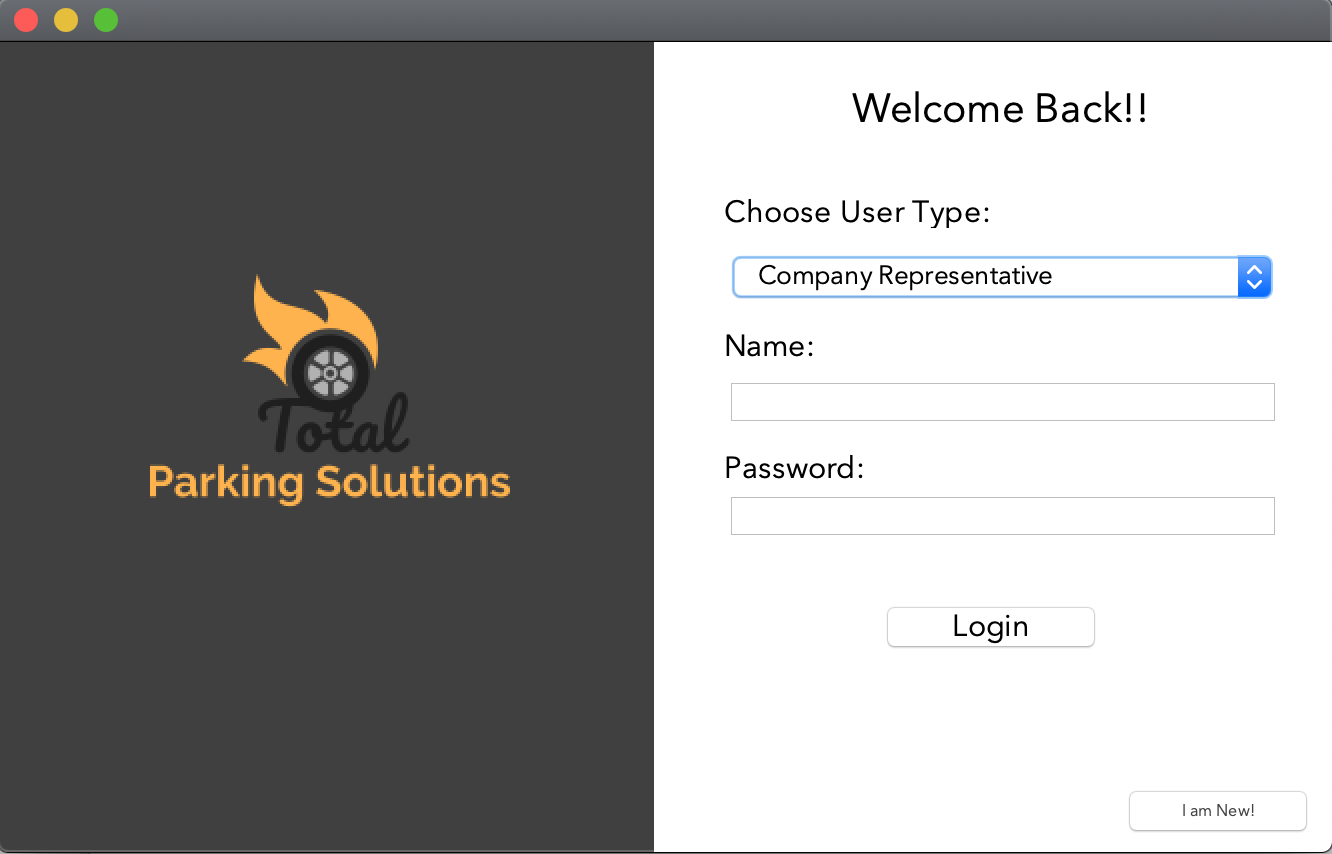 Total
Parking Solutions
Welcome Back!!
Choose User Type:
Company Representative
Name:
Password:
Login
I am New!